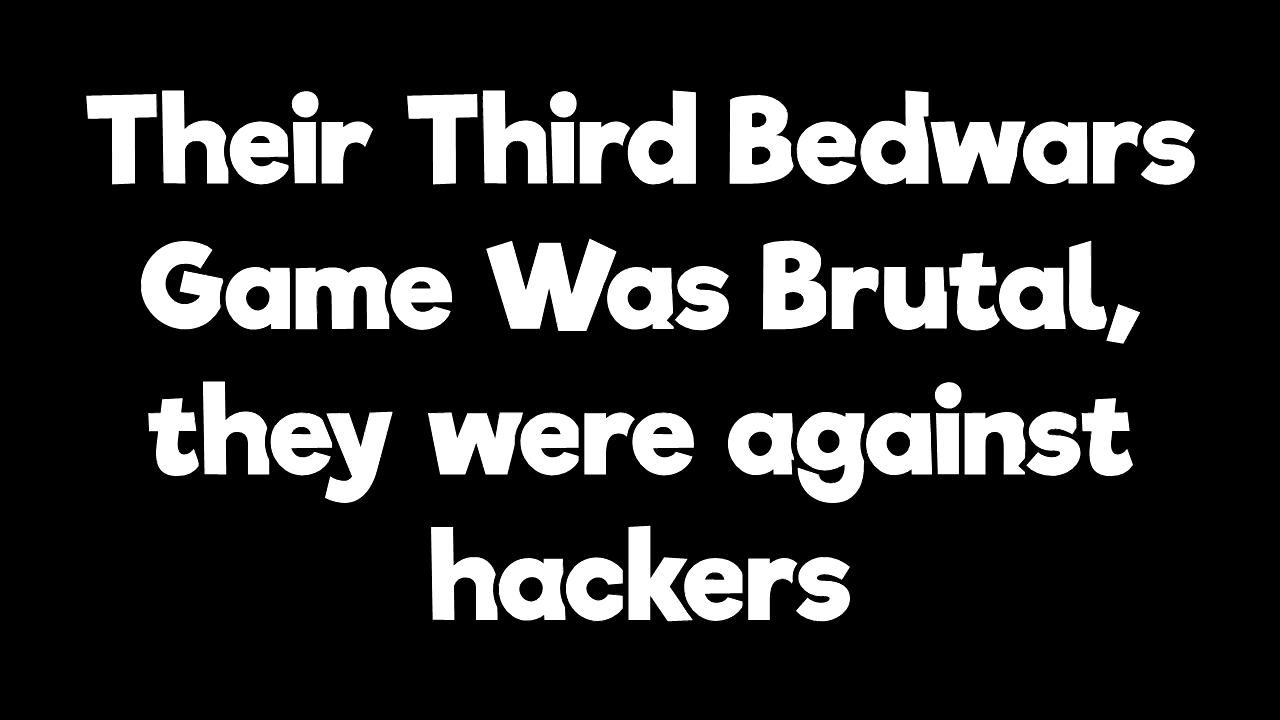 Their Third Bedwars
Game Was Brutal,
they were against
hackers